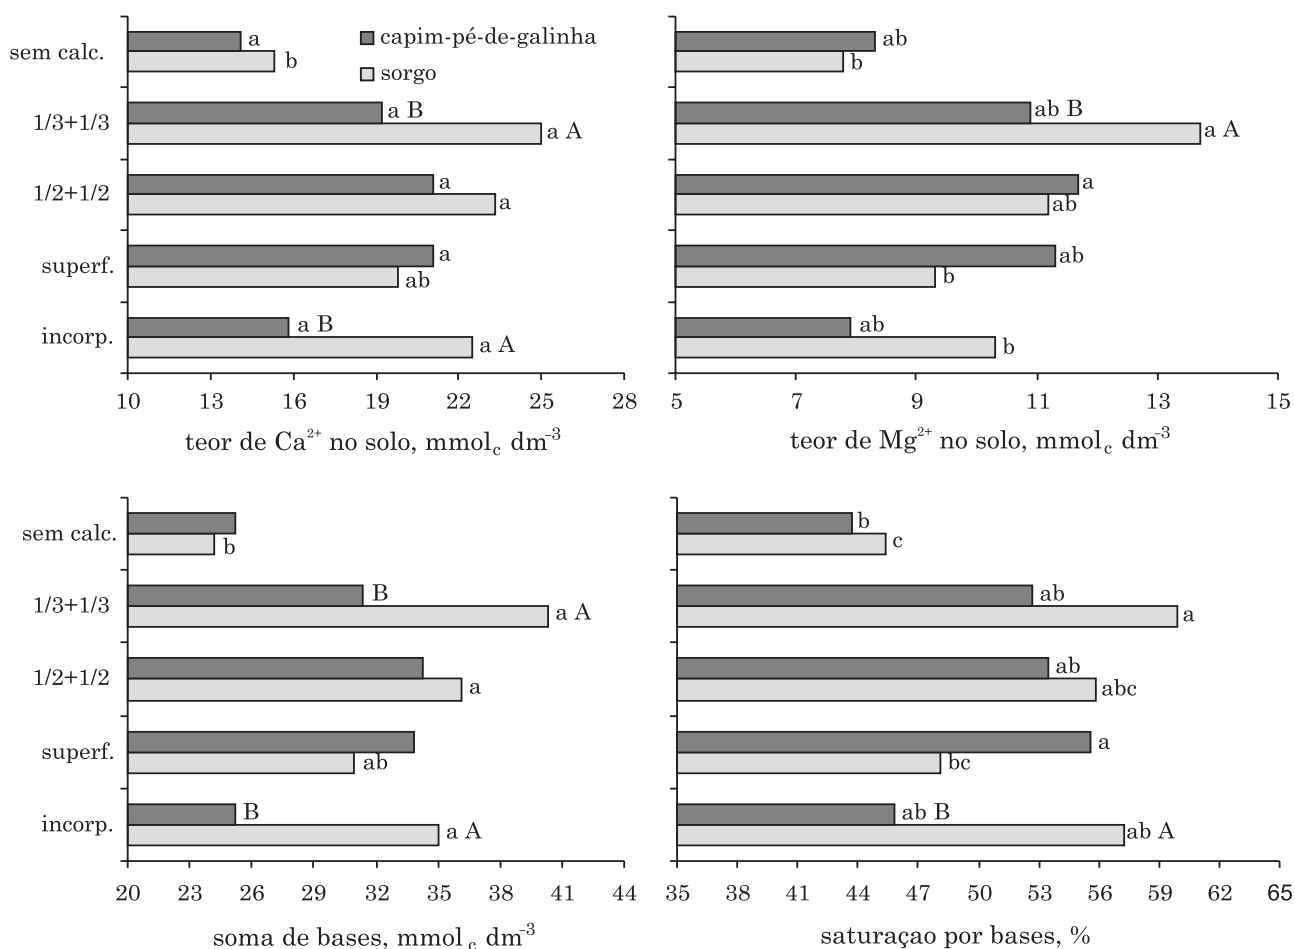 capim-pé-de-galinha
sorgo
sem calc. a ab
b b
1/3+1/3 a B ab B
a A a A
1/2+1/2 a a
a ab
superf. a ab
ab b
incorp. a B ab
a A b
10 13 16 19 22 25 28 5 7 9 11 13 15
teor de Ca²⁺ no solo, mmol_c dm⁻³ teor de Mg²⁺ no solo, mmol_c dm⁻³
sem calc. b
b c
1/3+1/3 B ab
a A a
1/2+1/2 ab
a abc
superf. a
ab bc
incorp. B ab B
a A ab A
20 23 26 29 32 35 38 41 44 35 38 41 44 47 50 53 56 59 62 65
soma de bases, mmol_c dm⁻³ saturaçao por bases, %